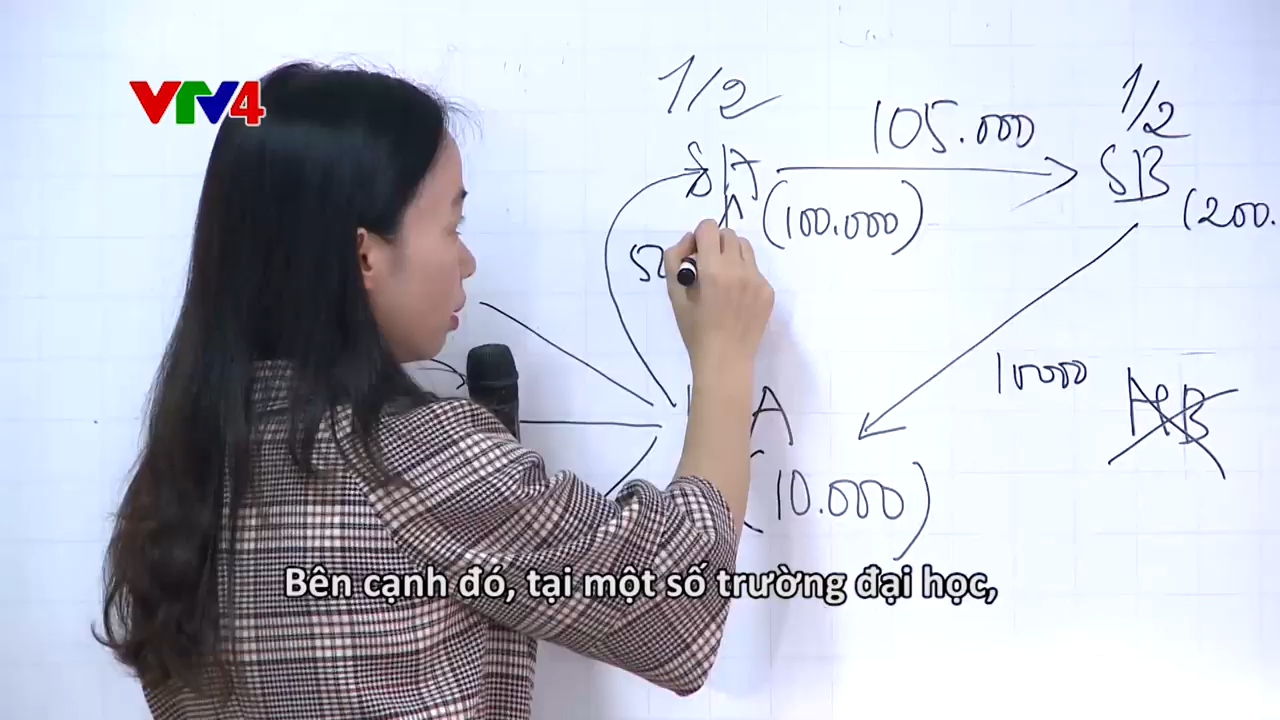 VTV4
1/2
1/2
105.000
SA
SB
(100.000)
(200.
A
(10.000)
Bên cạnh đó, tại một số trường đại học,